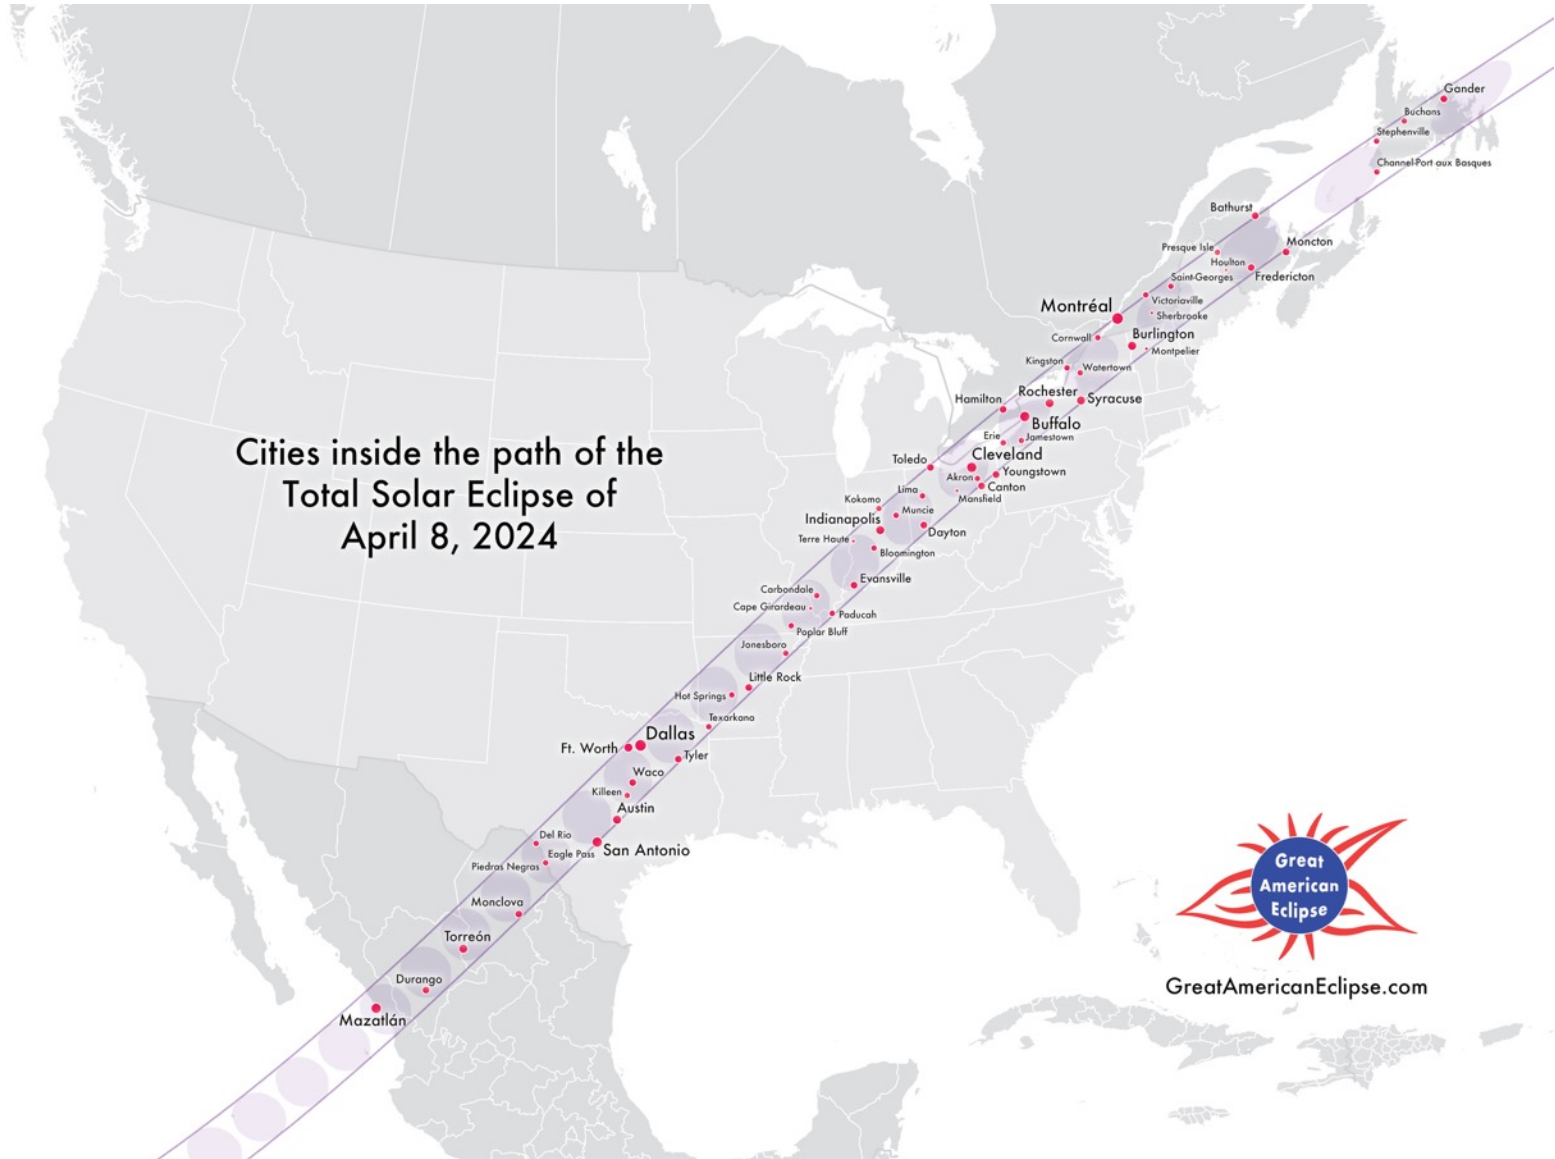 Gander
Buchans
Stephenville
Channel-Port aux Basques
Bathurst
Moncton
Presque Isle
Houlton
Fredericton
Saint-Georges
Montréal
Victoriaville
Sherbrooke
Cornwall
Burlington
Montpelier
Kingston
Watertown
Hamilton
Rochester
Syracuse
Buffalo
Erie
Jamestown
Cities inside the path of the
Total Solar Eclipse of
April 8, 2024
Toledo
Cleveland
Youngstown
Akron
Canton
Lima
Mansfield
Kokomo
Muncie
Indianapolis
Dayton
Terre Haute
Bloomington
Evansville
Carbondale
Cape Girardeau
Paducah
Poplar Bluff
Jonesboro
Little Rock
Hot Springs
Texarkana
Dallas
Ft. Worth
Tyler
Waco
Killeen
Austin
Del Rio
San Antonio
Eagle Pass
Piedras Negras
Monclova
Torreón
Durango
Mazatlán
Great
American
Eclipse
GreatAmericanEclipse.com